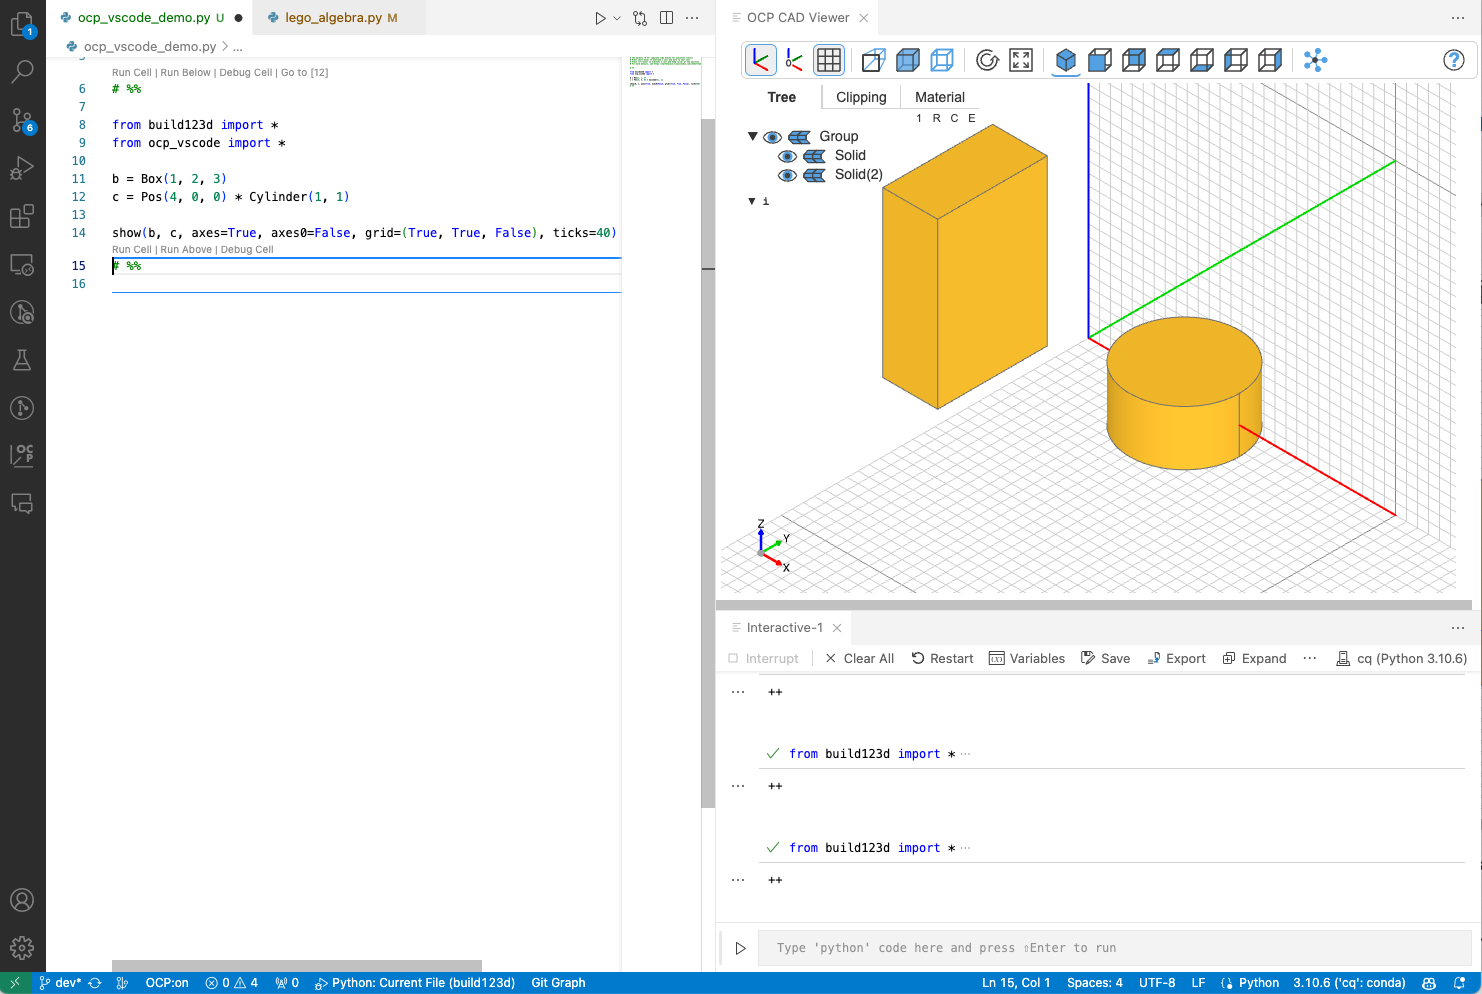 ocp_vscode_demo.py U
lego_algebra.py M
ocp_vscode_demo.py > ...
Run Cell | Run Below | Debug Cell | Go to [12]
6 # %%
7
8 from build123d import *
9 from ocp_vscode import *
10
11 b = Box(1, 2, 3)
12 c = Pos(4, 0, 0) * Cylinder(1, 1)
13
14 show(b, c, axes=True, axes0=False, grid=(True, True, False), ticks=40)
Run Cell | Run Above | Debug Cell
15 # %%
16
1
6
OCP CAD Viewer
Tree Clipping Material
1 R C E
Group
Solid
Solid(2)
i
Z
Y
X
Interactive-1
Interrupt Clear All Restart Variables Save Export Expand ... cq (Python 3.10.6)
... ++
from build123d import * ...
... ++
from build123d import * ...
... ++
Type 'python' code here and press ⇧Enter to run
dev* OCP:on 0 4 0 Python: Current File (build123d) Git Graph Ln 15, Col 1 Spaces: 4 UTF-8 LF Python 3.10.6 ('cq': conda)